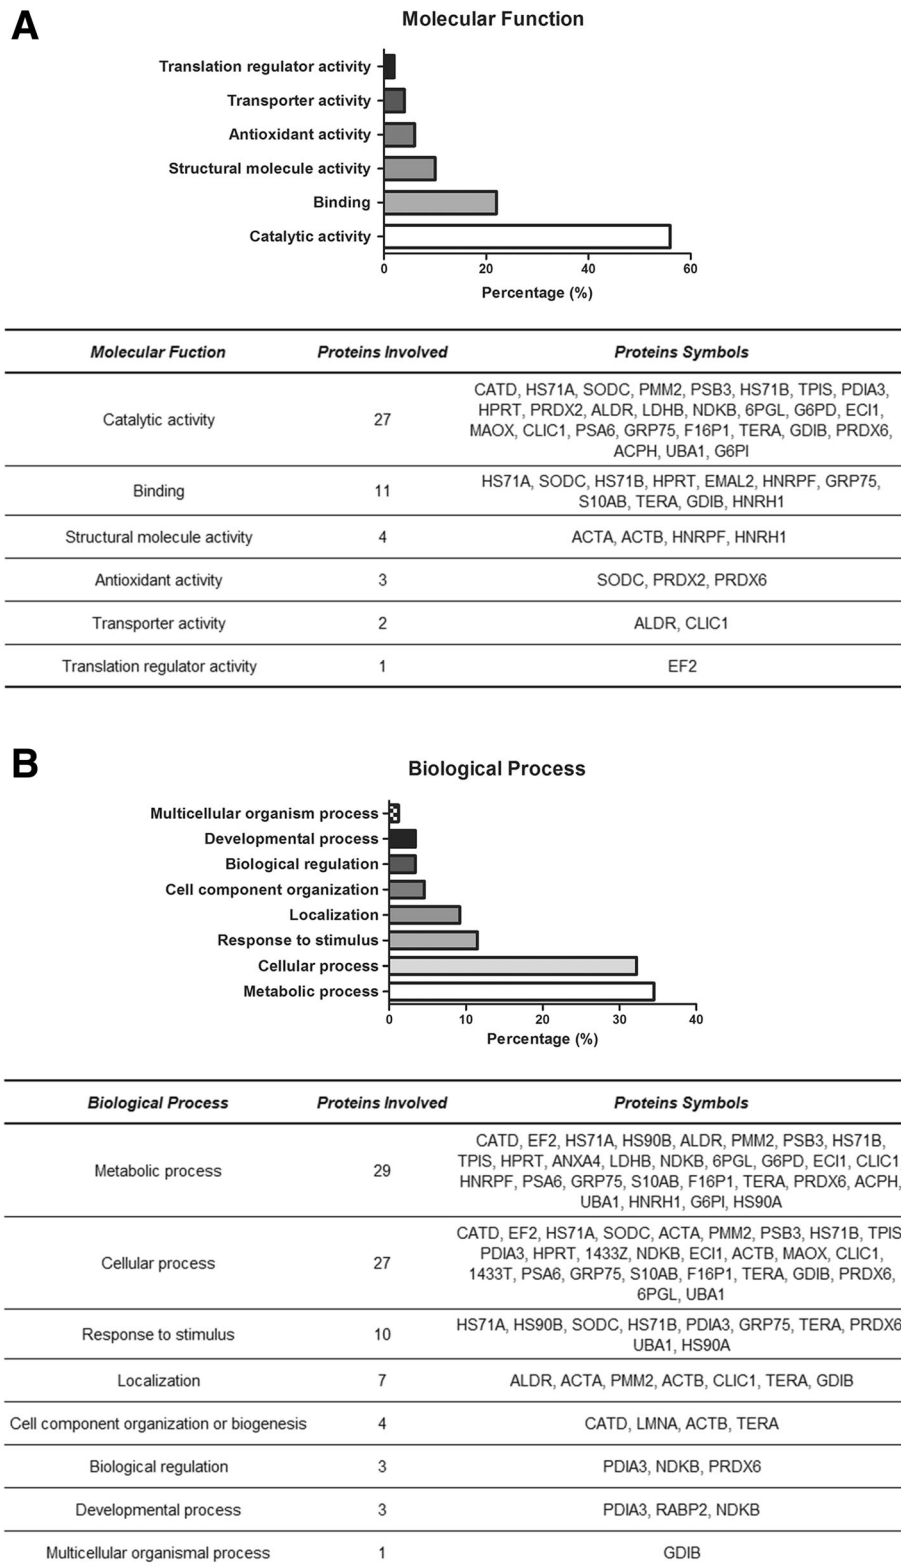 A
Molecular Function
Translation regulator activity
Transporter activity
Antioxidant activity
Structural molecule activity
Binding
Catalytic activity
0 20 40 60
Percentage (%)
Molecular Fuction Proteins Involved Proteins Symbols
CATD, HS71A, SODC, PMM2, PSB3, HS71B, TPIS, PDIA3,
HPRT, PRDX2, ALDR, LDHB, NDKB, 6PGL, G6PD, ECI1,
Catalytic activity 27
MAOX, CLIC1, PSA6, GRP75, F16P1, TERA, GDIB, PRDX6,
ACPH, UBA1, G6PI
HS71A, SODC, HS71B, HPRT, EMAL2, HNRPF, GRP75,
Binding 11
S10AB, TERA, GDIB, HNRH1
Structural molecule activity 4 ACTA, ACTB, HNRPF, HNRH1
Antioxidant activity 3 SODC, PRDX2, PRDX6
Transporter activity 2 ALDR, CLIC1
Translation regulator activity 1 EF2
B
Biological Process
Multicellular organism process
Developmental process
Biological regulation
Cell component organization
Localization
Response to stimulus
Cellular process
Metabolic process
0 10 20 30 40
Percentage (%)
Biological Process Proteins Involved Proteins Symbols
CATD, EF2, HS71A, HS90B, ALDR, PMM2, PSB3, HS71B,
TPIS, HPRT, ANXA4, LDHB, NDKB, 6PGL, G6PD, ECI1, CLIC1
Metabolic process 29
HNRPF, PSA6, GRP75, S10AB, F16P1, TERA, PRDX6, ACPH,
UBA1, HNRH1, G6PI, HS90A
CATD, EF2, HS71A, SODC, ACTA, PMM2, PSB3, HS71B, TPIS
PDIA3, HPRT, 1433Z, NDKB, ECI1, ACTB, MAOX, CLIC1,
Cellular process 27
1433T, PSA6, GRP75, S10AB, F16P1, TERA, GDIB, PRDX6,
6PGL, UBA1
HS71A, HS90B, SODC, HS71B, PDIA3, GRP75, TERA, PRDX6
Response to stimulus 10
UBA1, HS90A
Localization 7 ALDR, ACTA, PMM2, ACTB, CLIC1, TERA, GDIB
Cell component organization or biogenesis 4 CATD, LMNA, ACTB, TERA
Biological regulation 3 PDIA3, NDKB, PRDX6
Developmental process 3 PDIA3, RABP2, NDKB
Multicellular organismal process 1 GDIB